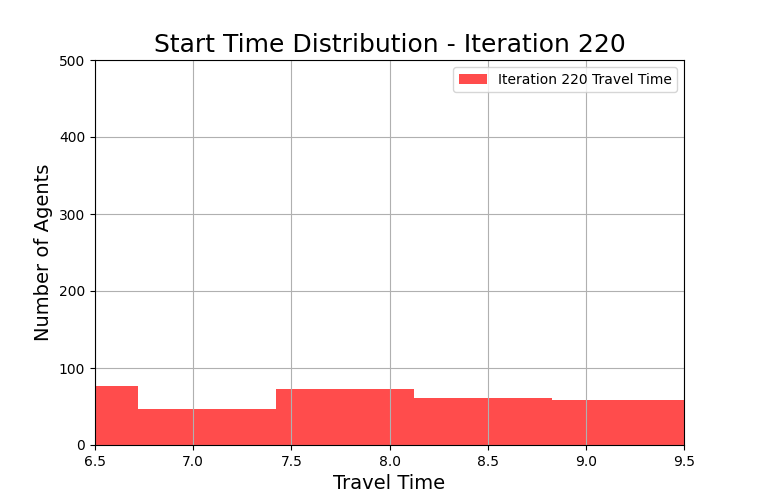 Start Time Distribution - Iteration 220
Iteration 220 Travel Time
Number of Agents
500
400
300
200
100
0
6.5 7.0 7.5 8.0 8.5 9.0 9.5
Travel Time